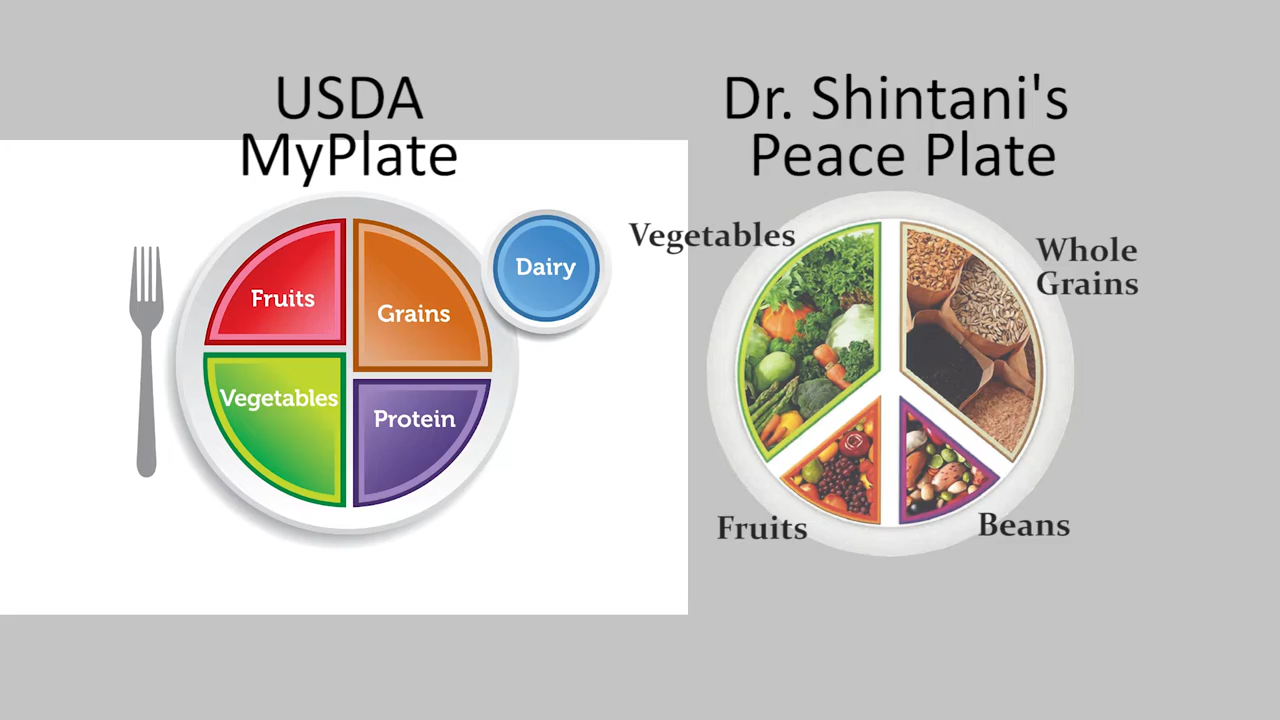 USDA
MyPlate
Fruits
Grains
Vegetables
Protein
Dairy
Dr. Shintani's
Peace Plate
Vegetables
Whole
Grains
Fruits
Beans